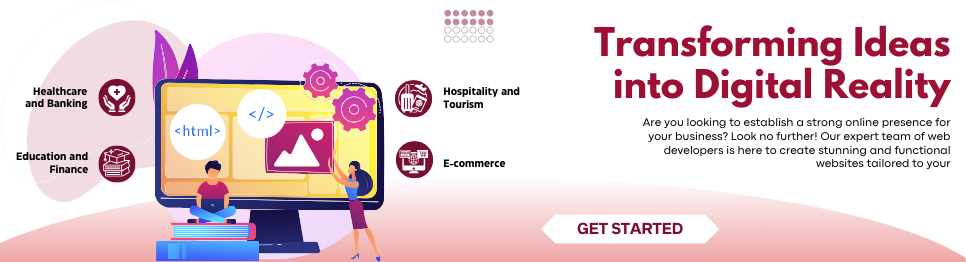 Healthcare
and Banking
Education and
Finance
<html>
</>
Hospitality and
Tourism
E-commerce
Transforming Ideas
into Digital Reality
Are you looking to establish a strong online presence for
your business? Look no further! Our expert team of web
developers is here to create stunning and functional
websites tailored to your
GET STARTED